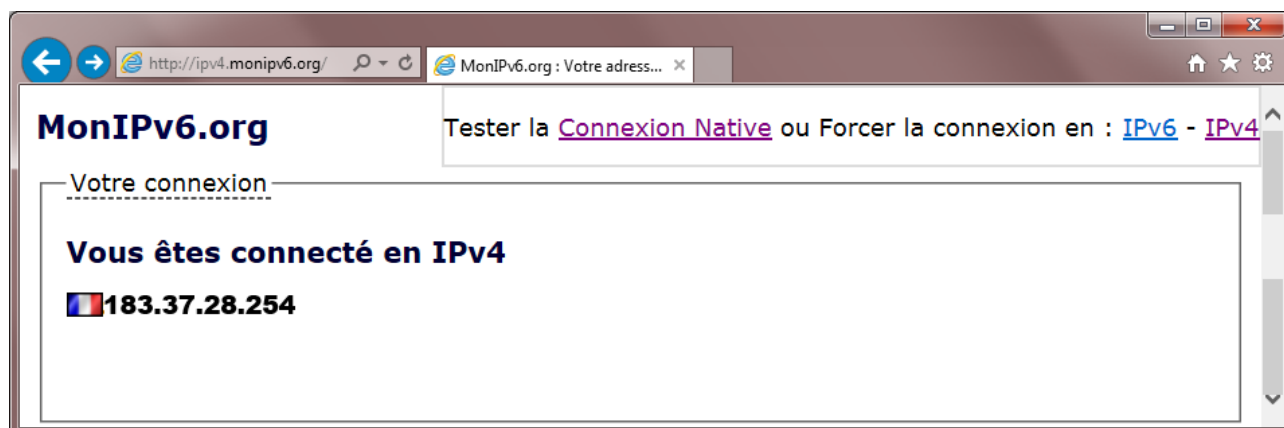 http://ipv4.monipv6.org/
MonIPv6.org : Votre adress...
MonIPv6.org
Tester la Connexion Native ou Forcer la connexion en : IPv6 - IPv4
Votre connexion
Vous êtes connecté en IPv4
183.37.28.254